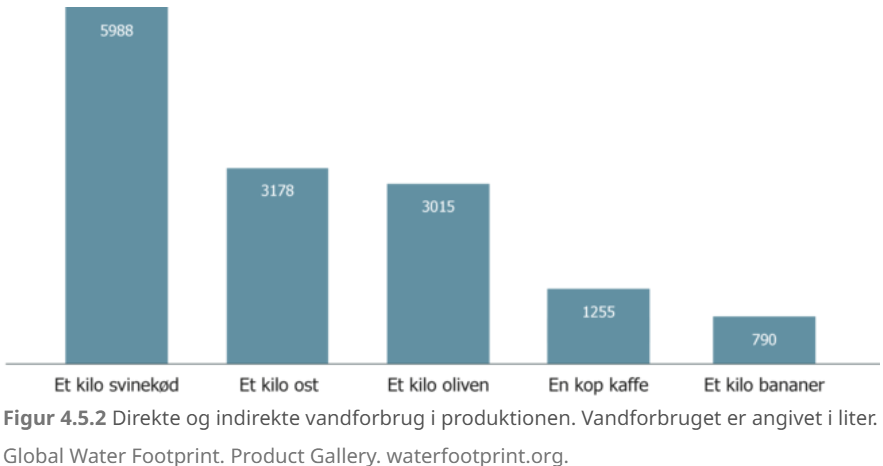 5988
3178
3015
1255
790
Et kilo svinekød Et kilo ost Et kilo oliven En kop kaffe Et kilo bananer
Figur 4.5.2 Direkte og indirekte vandforbrug i produktionen. Vandforbruget er angivet i liter.
Global Water Footprint. Product Gallery. waterfootprint.org.